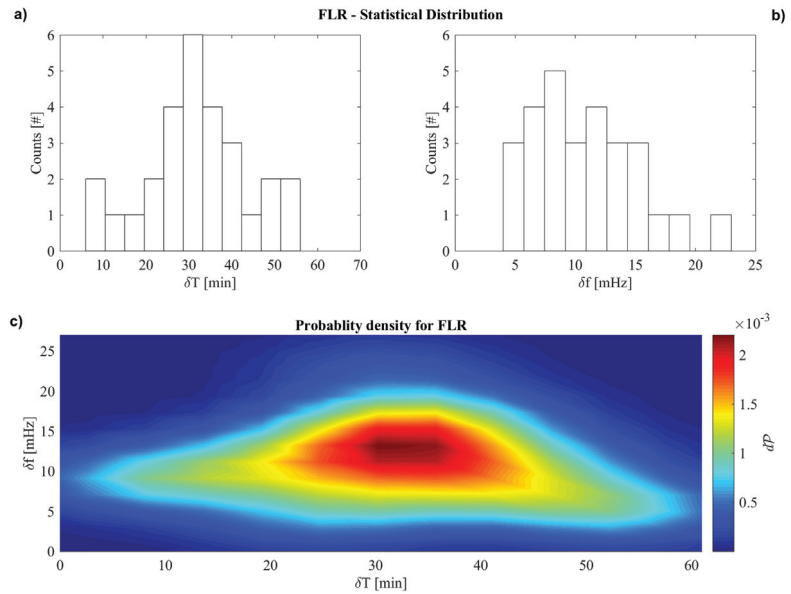 a)
FLR - Statistical Distribution
b)
6
5
4
3
2
1
0
Counts [#]
0 10 20 30 40 50 60 70
δT [min]
6
5
4
3
2
1
0
Counts [#]
0 5 10 15 20 25
δf [mHz]
c)
Probablity density for FLR
25
20
15
10
5
0
δf [mHz]
0 10 20 30 40 50 60
δT [min]
×10⁻³
2
1.5
1
0.5
dP